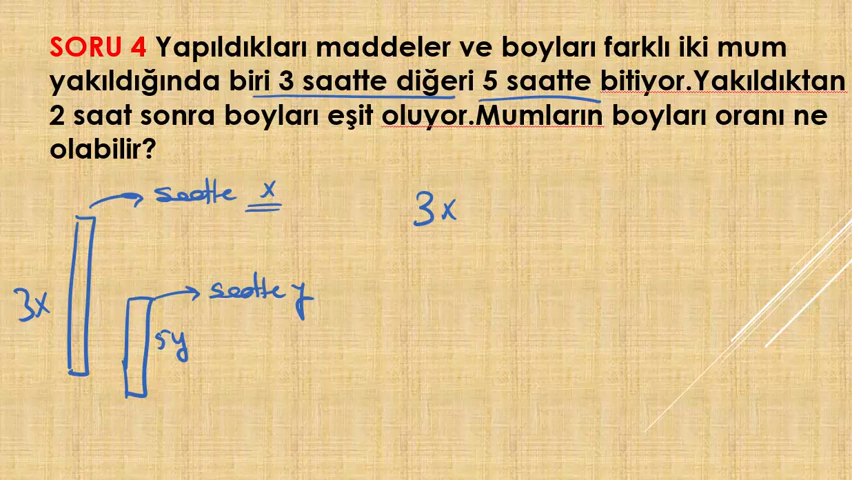 SORU 4 Yapıldıkları maddeler ve boyları farklı iki mum
yakıldığında biri 3 saatte diğeri 5 saatte bitiyor.Yakıldıktan
2 saat sonra boyları eşit oluyor.Mumların boyları oranı ne
olabilir?
saatte x
3x
3x
saatte y
5y